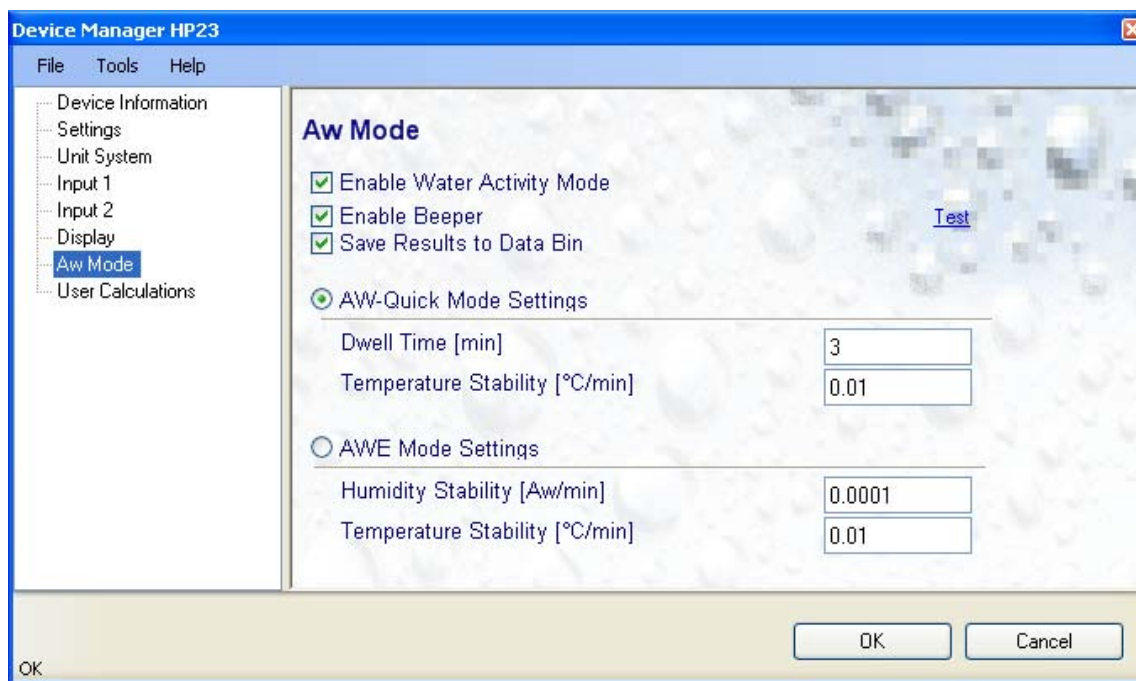 Device Manager HP23
File Tools Help
Device Information
Settings
Unit System
Input 1
Input 2
Display
Aw Mode
User Calculations
Aw Mode
Enable Water Activity Mode
Enable Beeper
Test
Save Results to Data Bin
AW-Quick Mode Settings
Dwell Time [min] 3
Temperature Stability [°C/min] 0.01
AWE Mode Settings
Humidity Stability [Aw/min] 0.0001
Temperature Stability [°C/min] 0.01
OK Cancel
OK